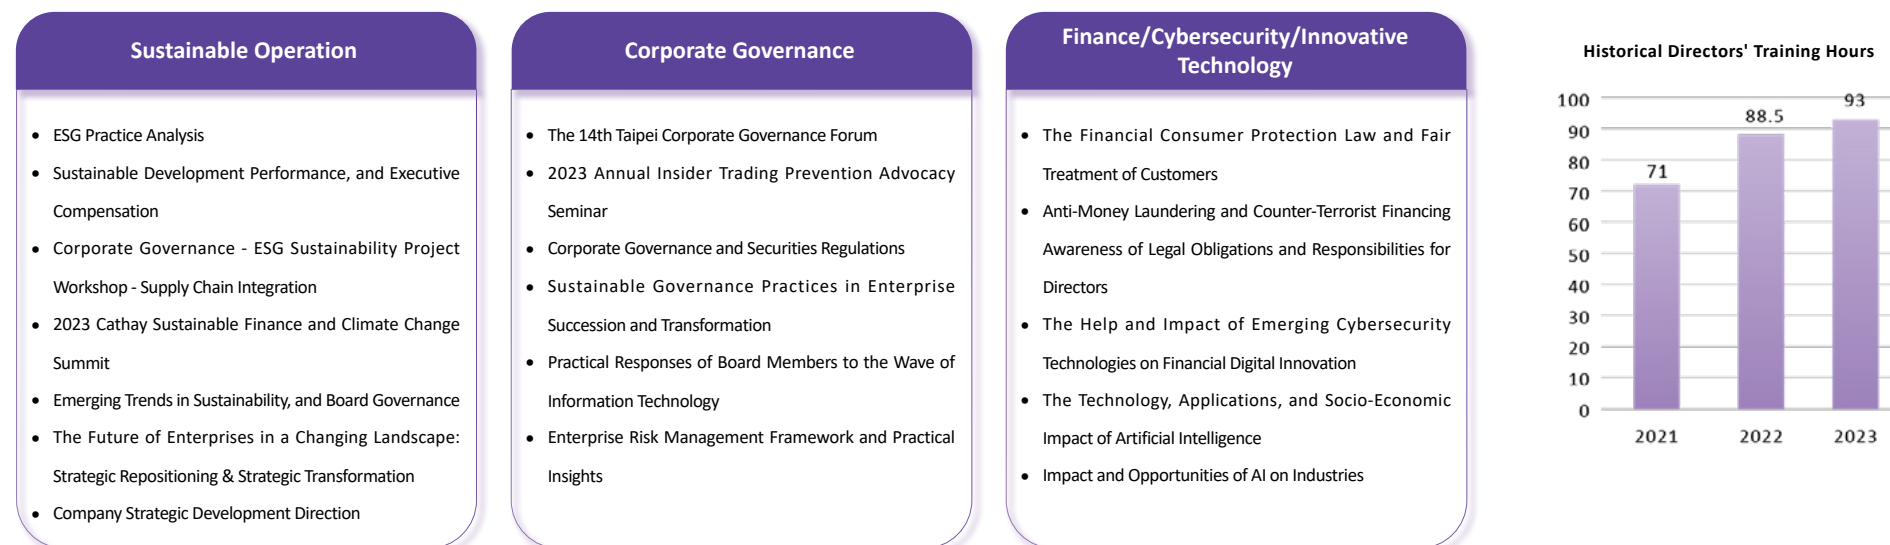 Sustainable Operation
• ESG Practice Analysis
• Sustainable Development Performance, and Executive
Compensation
• Corporate Governance - ESG Sustainability Project
Workshop - Supply Chain Integration
• 2023 Cathay Sustainable Finance and Climate Change
Summit
• Emerging Trends in Sustainability, and Board Governance
• The Future of Enterprises in a Changing Landscape:
Strategic Repositioning & Strategic Transformation
• Company Strategic Development Direction
Corporate Governance
• The 14th Taipei Corporate Governance Forum
• 2023 Annual Insider Trading Prevention Advocacy
Seminar
• Corporate Governance and Securities Regulations
• Sustainable Governance Practices in Enterprise
Succession and Transformation
• Practical Responses of Board Members to the Wave of
Information Technology
• Enterprise Risk Management Framework and Practical
Insights
Finance/Cybersecurity/Innovative
Technology
• The Financial Consumer Protection Law and Fair
Treatment of Customers
• Anti-Money Laundering and Counter-Terrorist Financing
Awareness of Legal Obligations and Responsibilities for
Directors
• The Help and Impact of Emerging Cybersecurity
Technologies on Financial Digital Innovation
• The Technology, Applications, and Socio-Economic
Impact of Artificial Intelligence
• Impact and Opportunities of AI on Industries
Historical Directors' Training Hours
100
90
80
70
60
50
40
30
20
10
0
71
88.5
93
2021 2022 2023